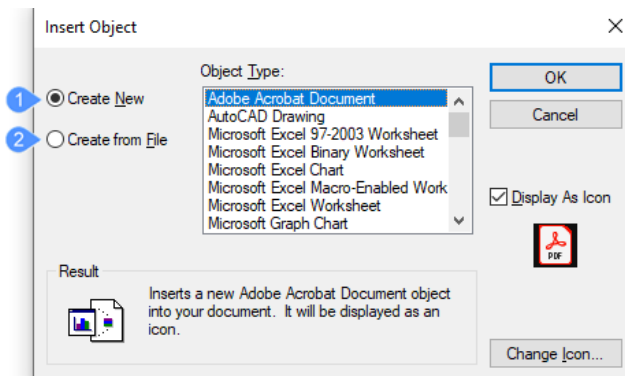 Insert Object
Object Type:
1 Create New
2 Create from File
Adobe Acrobat Document
AutoCAD Drawing
Microsoft Excel 97-2003 Worksheet
Microsoft Excel Binary Worksheet
Microsoft Excel Chart
Microsoft Excel Macro-Enabled Work
Microsoft Excel Worksheet
Microsoft Graph Chart
OK
Cancel
Display As Icon
PDF
Result
Inserts a new Adobe Acrobat Document object
into your document. It will be displayed as an
icon.
Change Icon...